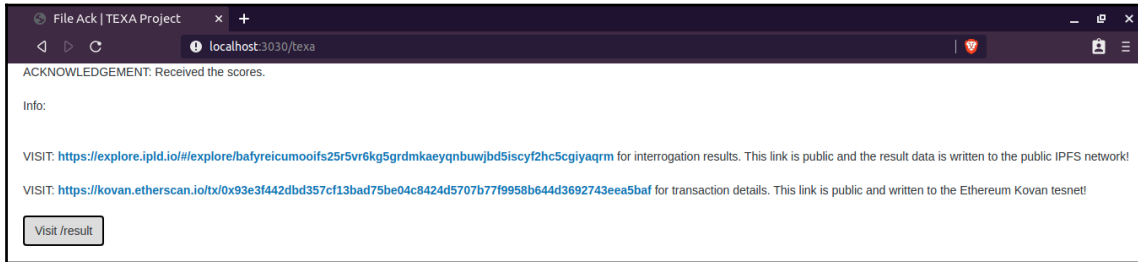 File Ack | TEXA Project
localhost:3030/texa
ACKNOWLEDGEMENT: Received the scores.
Info:
VISIT: https://explore.ipld.io/#/explore/bafyreicumooifs25r5vr6kg5grdmkaeyqnbuwjbd5iscyf2hc5cgiyaqrm for interrogation results. This link is public and the result data is written to the public IPFS network!
VISIT: https://kovan.etherscan.io/tx/0x93e3f442dbd357cf13bad75be04c8424d5707b77f9958b644d3692743eea5baf for transaction details. This link is public and written to the Ethereum Kovan tesnet!
Visit /result